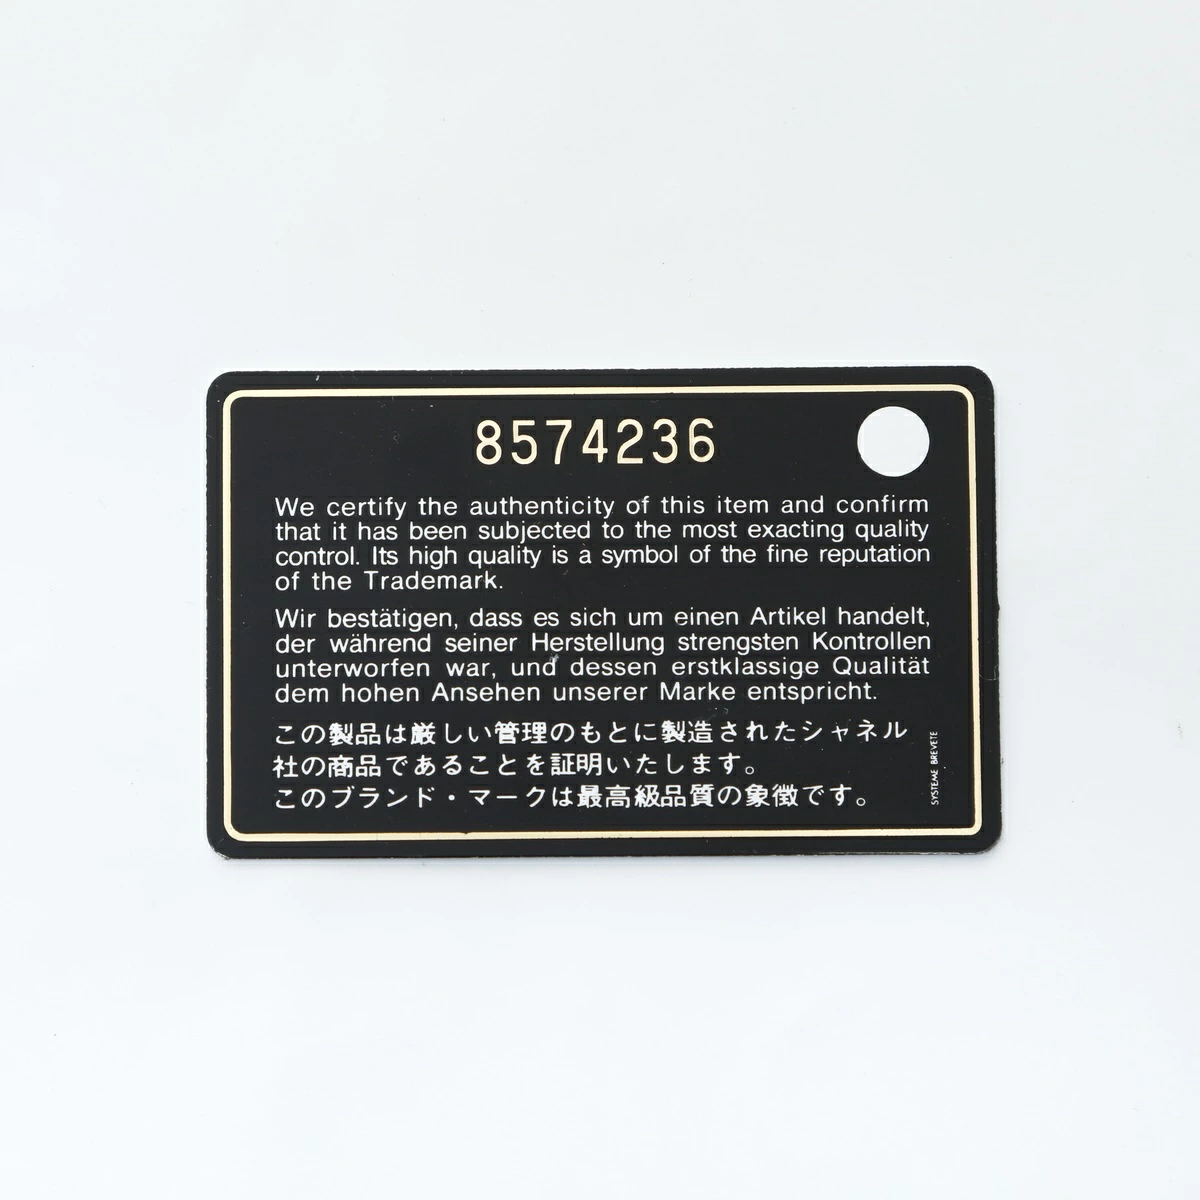 8574236
We certify the authenticity of this item and confirm
that it has been subjected to the most exacting quality
control. Its high quality is a symbol of the fine reputation
of the Trademark.
Wir bestätigen, dass es sich um einen Artikel handelt,
der während seiner Herstellung strengsten Kontrollen
unterworfen war, und dessen erstklassige Qualität
dem hohen Ansehen unserer Marke entspricht.
この製品は厳しい管理のもとに製造されたシャネル
社の商品であることを証明いたします。
このブランド・マークは最高級品質の象徴です。
SYSTEME BREVETE